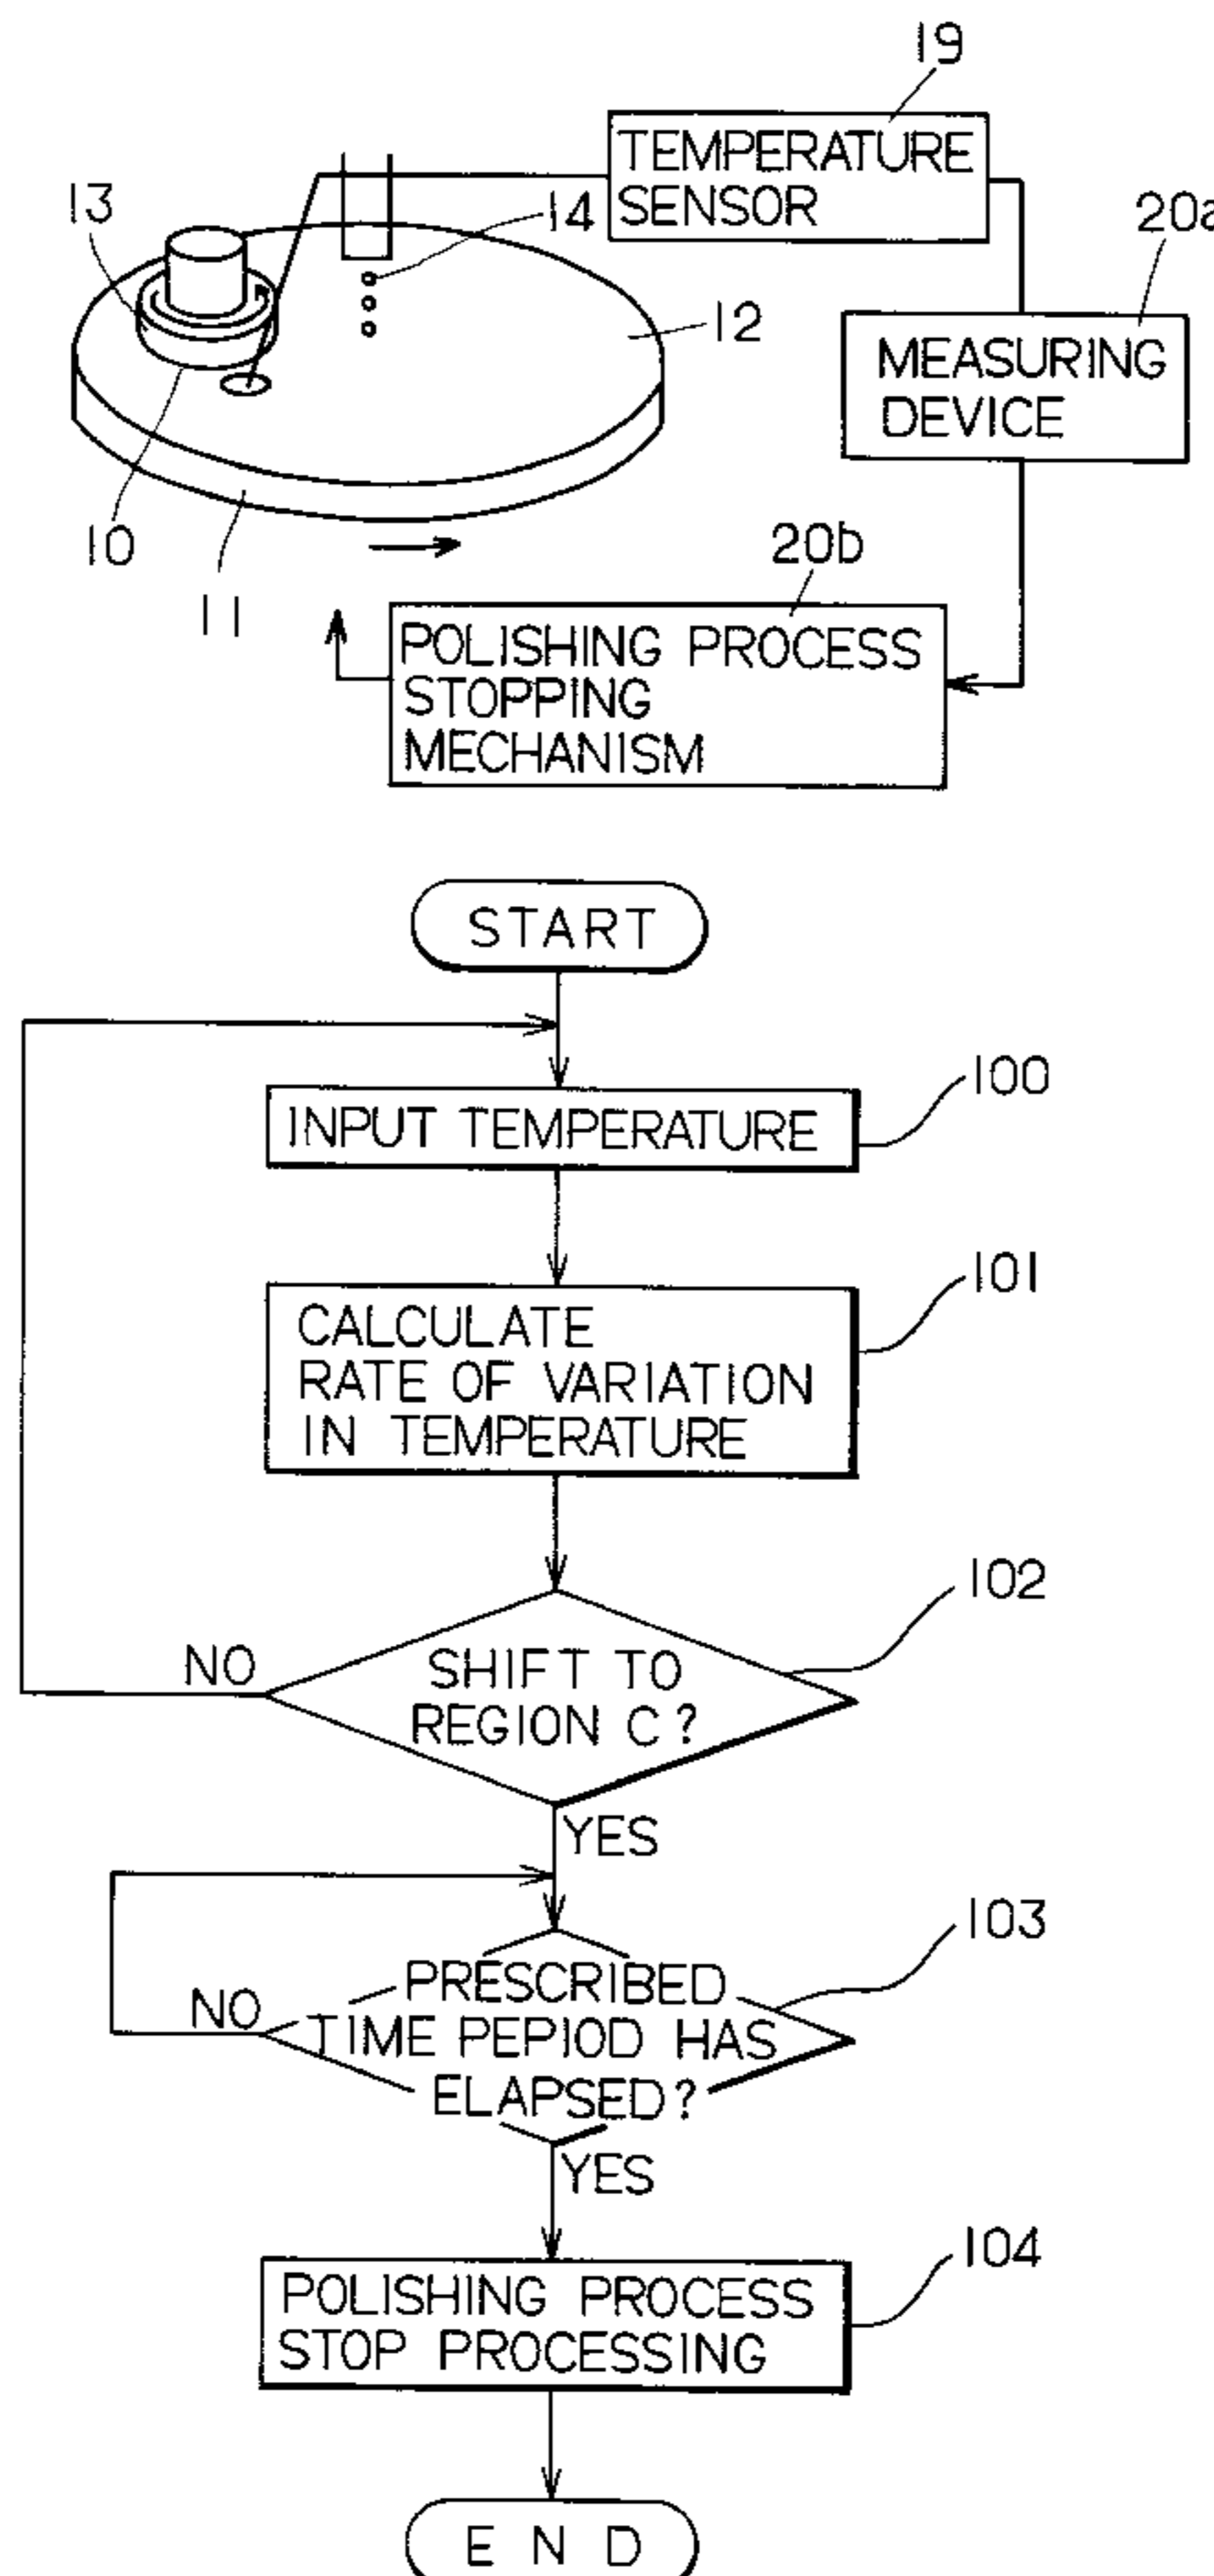 19
TEMPERATURE
SENSOR
13
14
20a
12
MEASURING
DEVICE
10
11
20b
POLISHING PROCESS
STOPPING
MECHANISM
START
100
INPUT TEMPERATURE
101
CALCULATE
RATE OF VARIATION
IN TEMPERATURE
102
NO
SHIFT TO
REGION C?
YES
103
PRESCRIBED
NO
TIME PEPIOD HAS
ELAPSED?
YES
104
POLISHING PROCESS
STOP PROCESSING
END